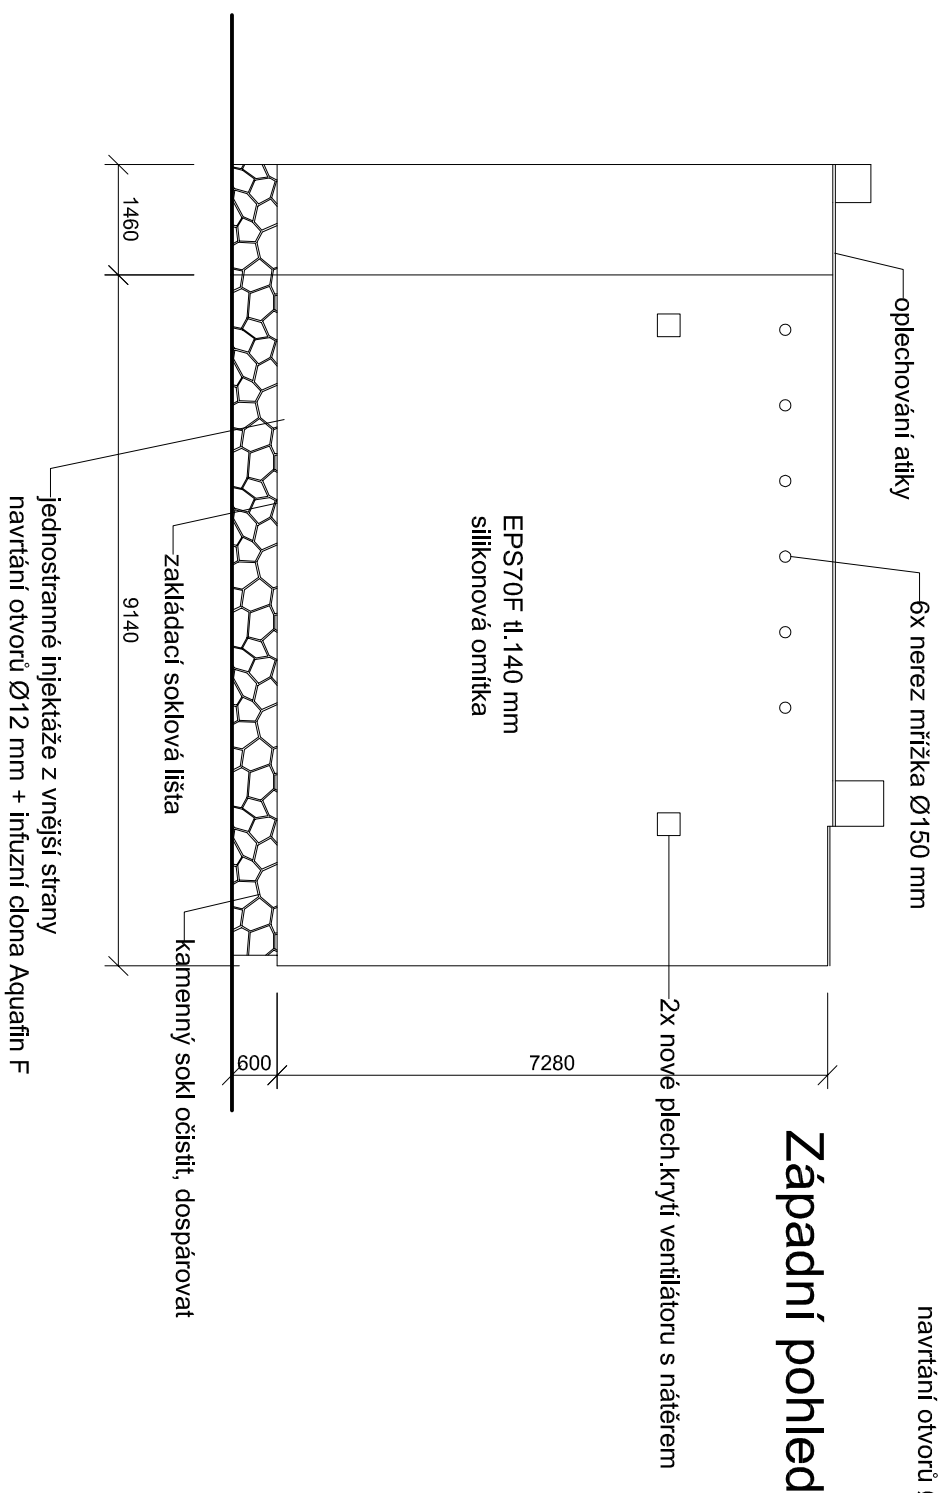 oplechování atiky
6x nerez mřížka Ø150 mm
EPS70F tl.140 mm
silikonová omítka
2x nové plech.krytí ventilátoru s nátěrem
Západní pohled
zakládací soklová lišta
kamenný sokl očistit, dospárovat
jednostranné injektáže z vnější strany
navrtání otvorů Ø12 mm + infuzní clona Aquafin F
1460
9140
600
7280
navrtání otvorů